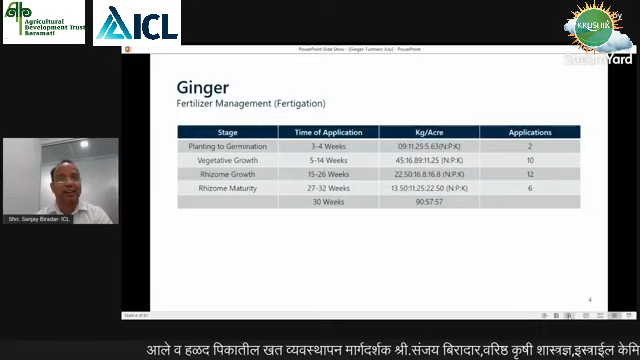 Agricultural
Development Trust
Baramati
ICL
KRUSHIK
StreamYard
PowerPoint Slide Show - [Ginger-Turmeric July] - PowerPoint
Ginger
Fertilizer Management (Fertigation)
Stage Time of Application Kg/Acre Applications
Planting to Germination 3-4 Weeks 09:11.25:5.63(N:P:K) 2
Vegetative Growth 5-14 Weeks 45:16.89:11.25 (N:P:K) 10
Rhizome Growth 15-26 Weeks 22.50:16.8:16.8 (N:P:K) 12
Rhizome Maturity 27-32 Weeks 13.50:11.25:22.50 (N:P:K) 6
30 Weeks 90:57:57
4
Shri. Sanjay Biradar- ICL
आले व हळद पिकातील खत व्यवस्थापन मार्गदर्शक श्री.संजय बिरादार,वरिष्ठ कृषी शास्त्रज्ञ,इस्त्राईल केमि